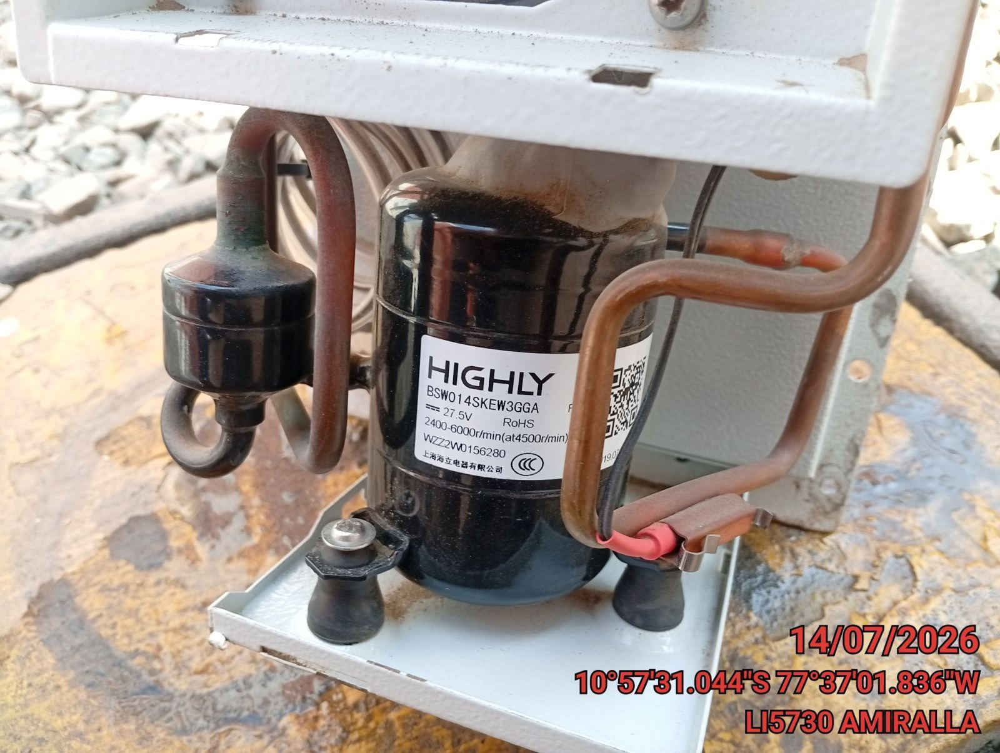 HIGHLY
BSW014SKEW3GGA
27.5V RoHS
2400-6000r/min(at4500r/min)
WZZ2W0156280
上海海立电器有限公司
14/07/2026
10°57'31.044"S 77°37'01.836"W
LI5730 AMIRALLA